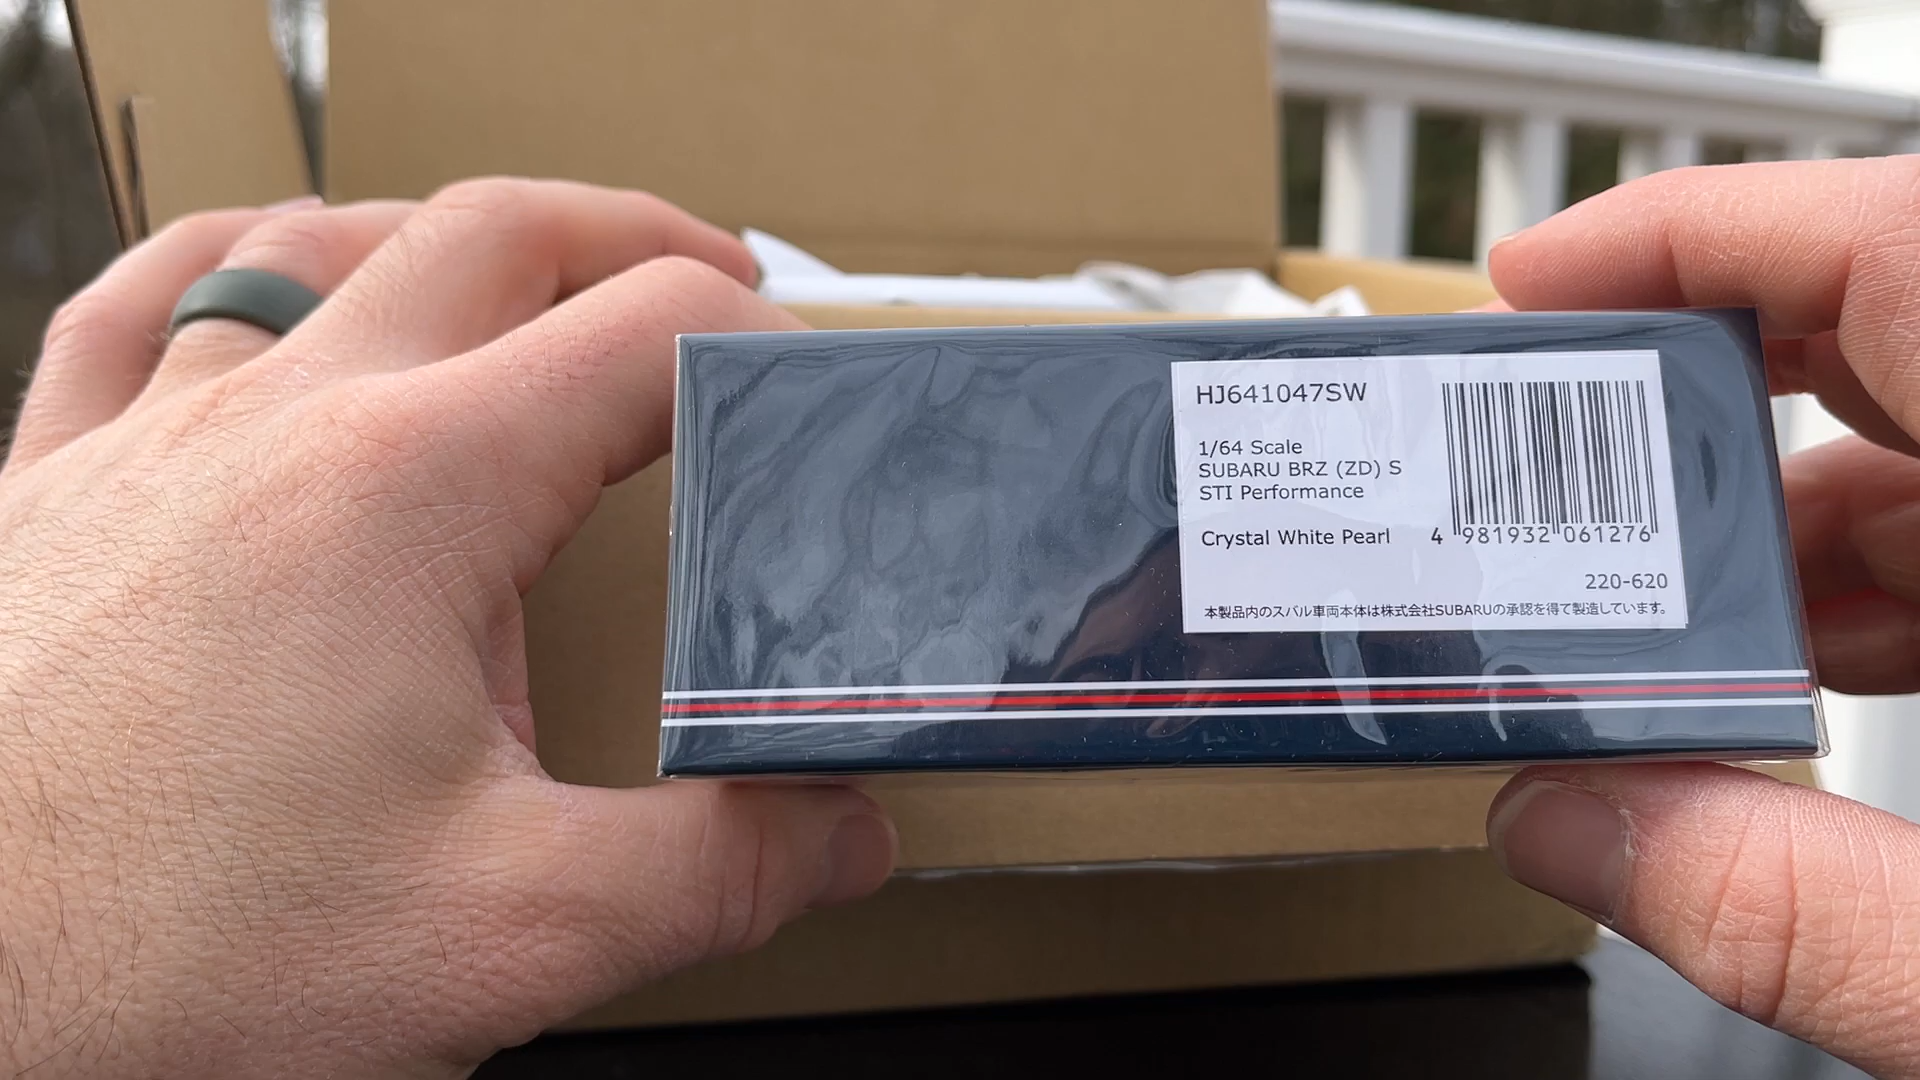 HJ641047SW
1/64 Scale
SUBARU BRZ (ZD) S
STI Performance
Crystal White Pearl
4 981932 061276
220-620
本製品内のスバル車両本体は株式会社SUBARUの承認を得て製造しています。